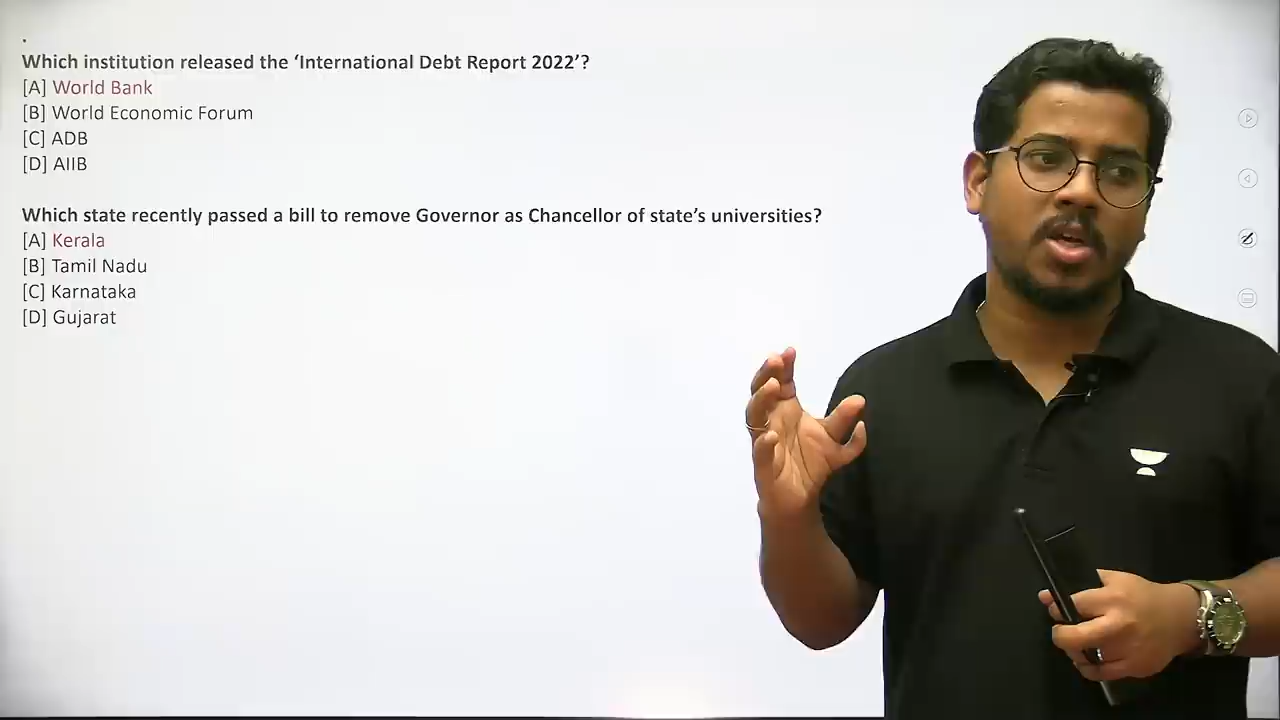 .
Which institution released the ‘International Debt Report 2022’?
[A] World Bank
[B] World Economic Forum
[C] ADB
[D] AIIB
Which state recently passed a bill to remove Governor as Chancellor of state’s universities?
[A] Kerala
[B] Tamil Nadu
[C] Karnataka
[D] Gujarat